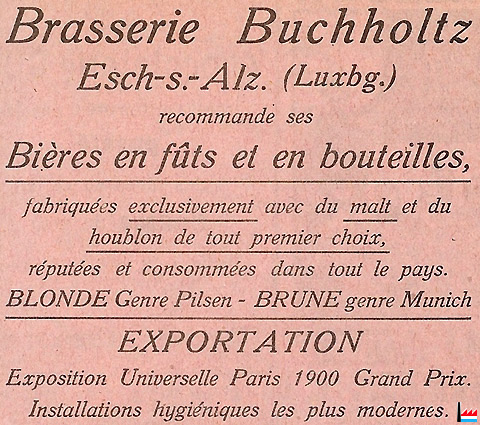 Brasserie Buchholtz
Esch-s.-Alz. (Luxbg.)
recommande ses
Bières en fûts et en bouteilles,
fabriquées exclusivement avec du malt et du
houblon de tout premier choix,
réputées et consommées dans tout le pays.
BLONDE Genre Pilsen - BRUNE genre Munich
EXPORTATION
Exposition Universelle Paris 1900 Grand Prix.
Installations hygiéniques les plus modernes.